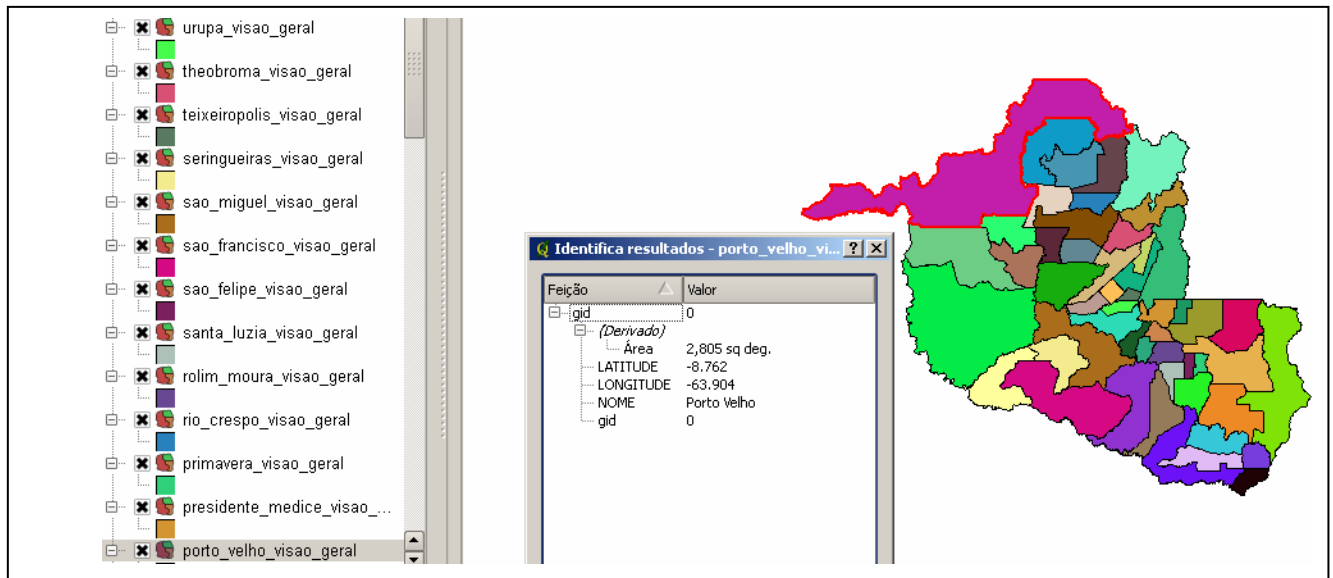 urupa_visao_geral
theobroma_visao_geral
teixeiropolis_visao_geral
seringueiras_visao_geral
sao_miguel_visao_geral
sao_francisco_visao_geral
sao_felipe_visao_geral
santa_luzia_visao_geral
rolim_moura_visao_geral
rio_crespo_visao_geral
primavera_visao_geral
presidente_medice_visao_...
porto_velho_visao_geral
Identifica resultados - porto_velho_vi...
Feição Valor
gid 0
(Derivado)
Área 2,805 sq deg.
LATITUDE -8.762
LONGITUDE -63.904
NOME Porto Velho
gid 0